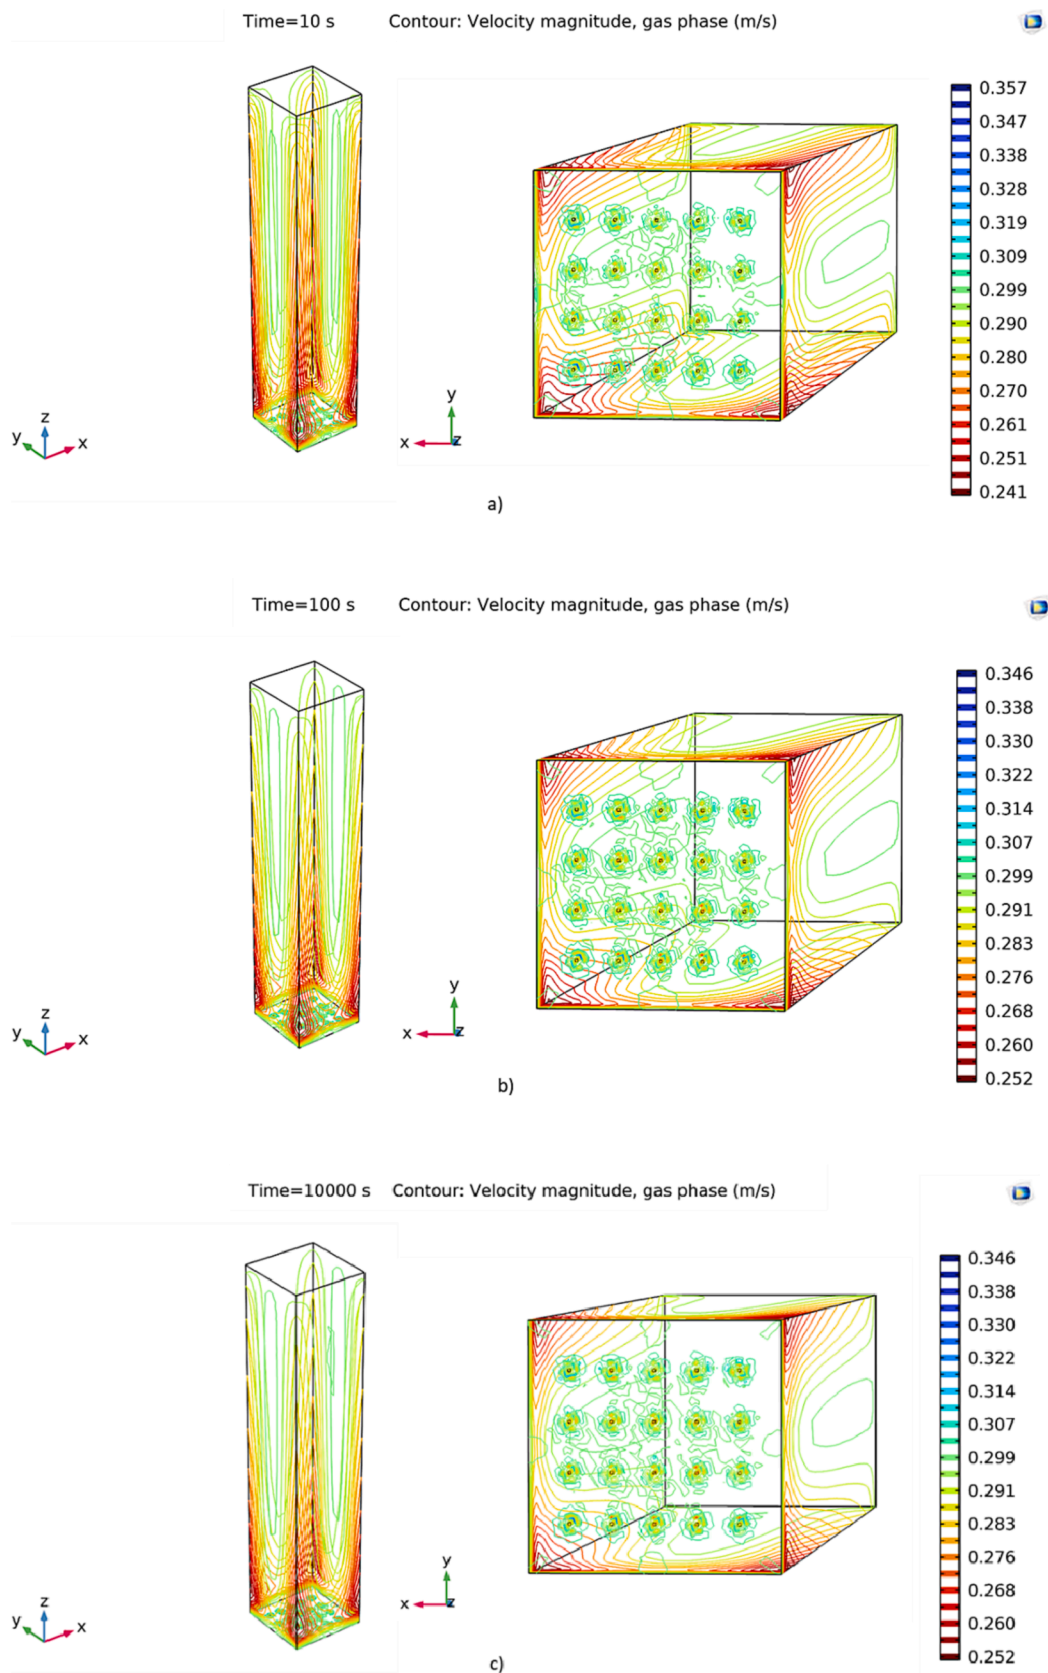 Time=10 s Contour: Velocity magnitude, gas phase (m/s)
0.357
0.347
0.338
0.328
0.319
0.309
0.299
0.290
0.280
0.270
0.261
0.251
0.241
z
y
x
y
x
z
a)
Time=100 s Contour: Velocity magnitude, gas phase (m/s)
0.346
0.338
0.330
0.322
0.314
0.307
0.299
0.291
0.283
0.276
0.268
0.260
0.252
z
y
x
y
x
z
b)
Time=10000 s Contour: Velocity magnitude, gas phase (m/s)
0.346
0.338
0.330
0.322
0.314
0.307
0.299
0.291
0.283
0.276
0.268
0.260
0.252
z
y
x
y
x
z
c)